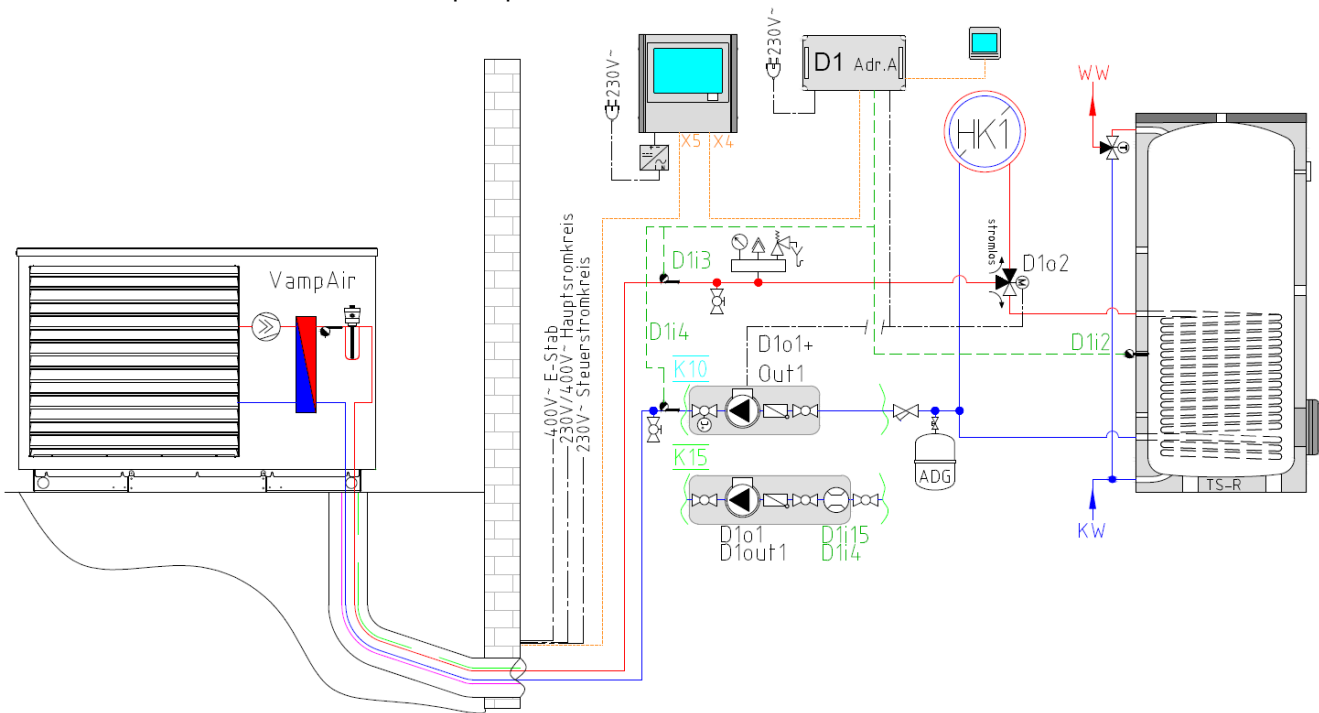 230V~
230V~
D1 Adr.A
X5 X4
WW
HK1
VampAir
stromlos
D1i3
D1o2
D1i4
D1i2
D1o1+
Out1
K10
400V~ E-Stab
230V/400V~ Hauptsromkreis
230V~ Steuerstromkreis
K15
ADG
TS-R
D1o1
D1out1
D1i15
D1i4
KW
M
T